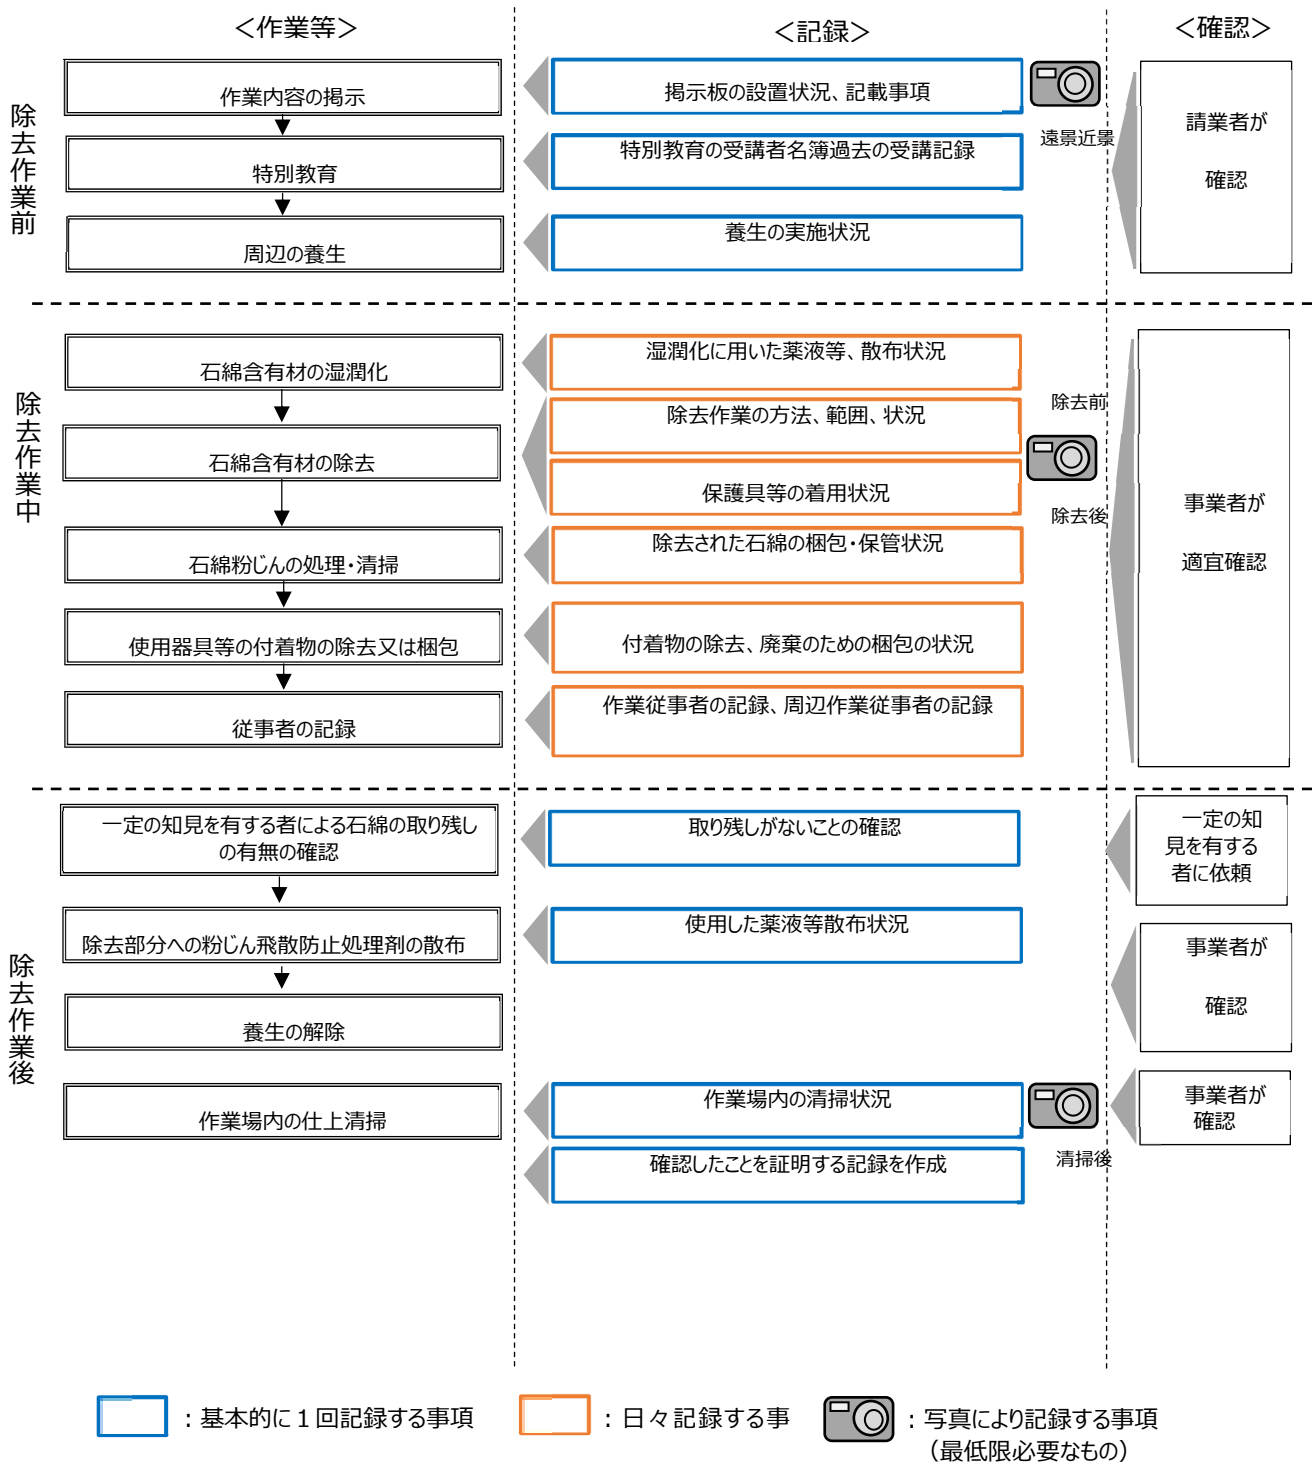 ＜作業等＞
＜記録＞
＜確認＞
除去作業前
作業内容の掲示
掲示板の設置状況、記載事項
遠景近景
請業者が
確認
特別教育
特別教育の受講者名簿過去の受講記録
周辺の養生
養生の実施状況
除去作業中
石綿含有材の湿潤化
湿潤化に用いた薬液等、散布状況
石綿含有材の除去
除去作業の方法、範囲、状況
除去前
保護具等の着用状況
除去後
事業者が
適宜確認
石綿粉じんの処理・清掃
除去された石綿の梱包・保管状況
使用器具等の付着物の除去又は梱包
付着物の除去、廃棄のための梱包の状況
従事者の記録
作業従事者の記録、周辺作業従事者の記録
除去作業後
一定の知見を有する者による石綿の取り残し
の有無の確認
取り残しがないことの確認
一定の知
見を有する
者に依頼
除去部分への粉じん飛散防止処理剤の散布
使用した薬液等散布状況
事業者が
確認
養生の解除
作業場内の仕上清掃
作業場内の清掃状況
清掃後
事業者が
確認
確認したことを証明する記録を作成
：基本的に１回記録する事項
：日々記録する事
：写真により記録する事項
（最低限必要なもの）